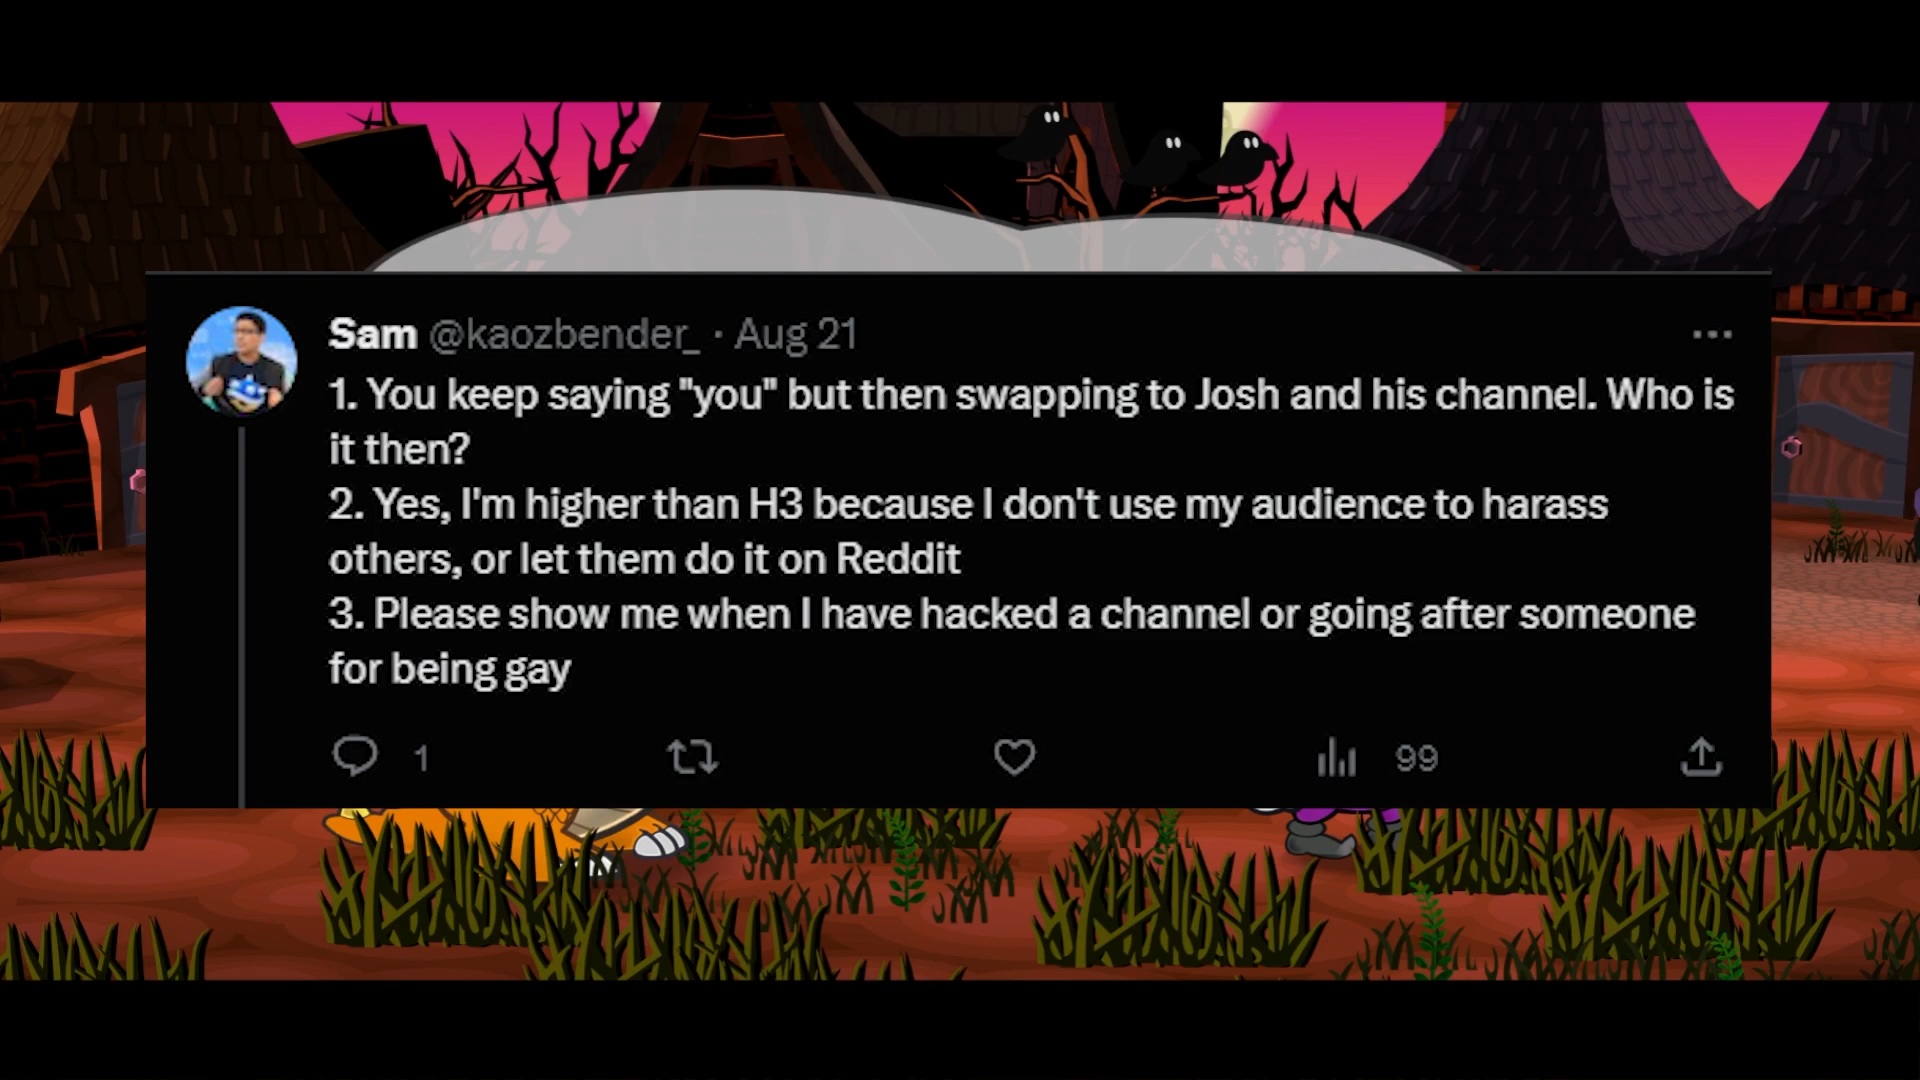 Sam @kaozbender_ · Aug 21
1. You keep saying "you" but then swapping to Josh and his channel. Who is
it then?
2. Yes, I'm higher than H3 because I don't use my audience to harass
others, or let them do it on Reddit
3. Please show me when I have hacked a channel or going after someone
for being gay
1 99